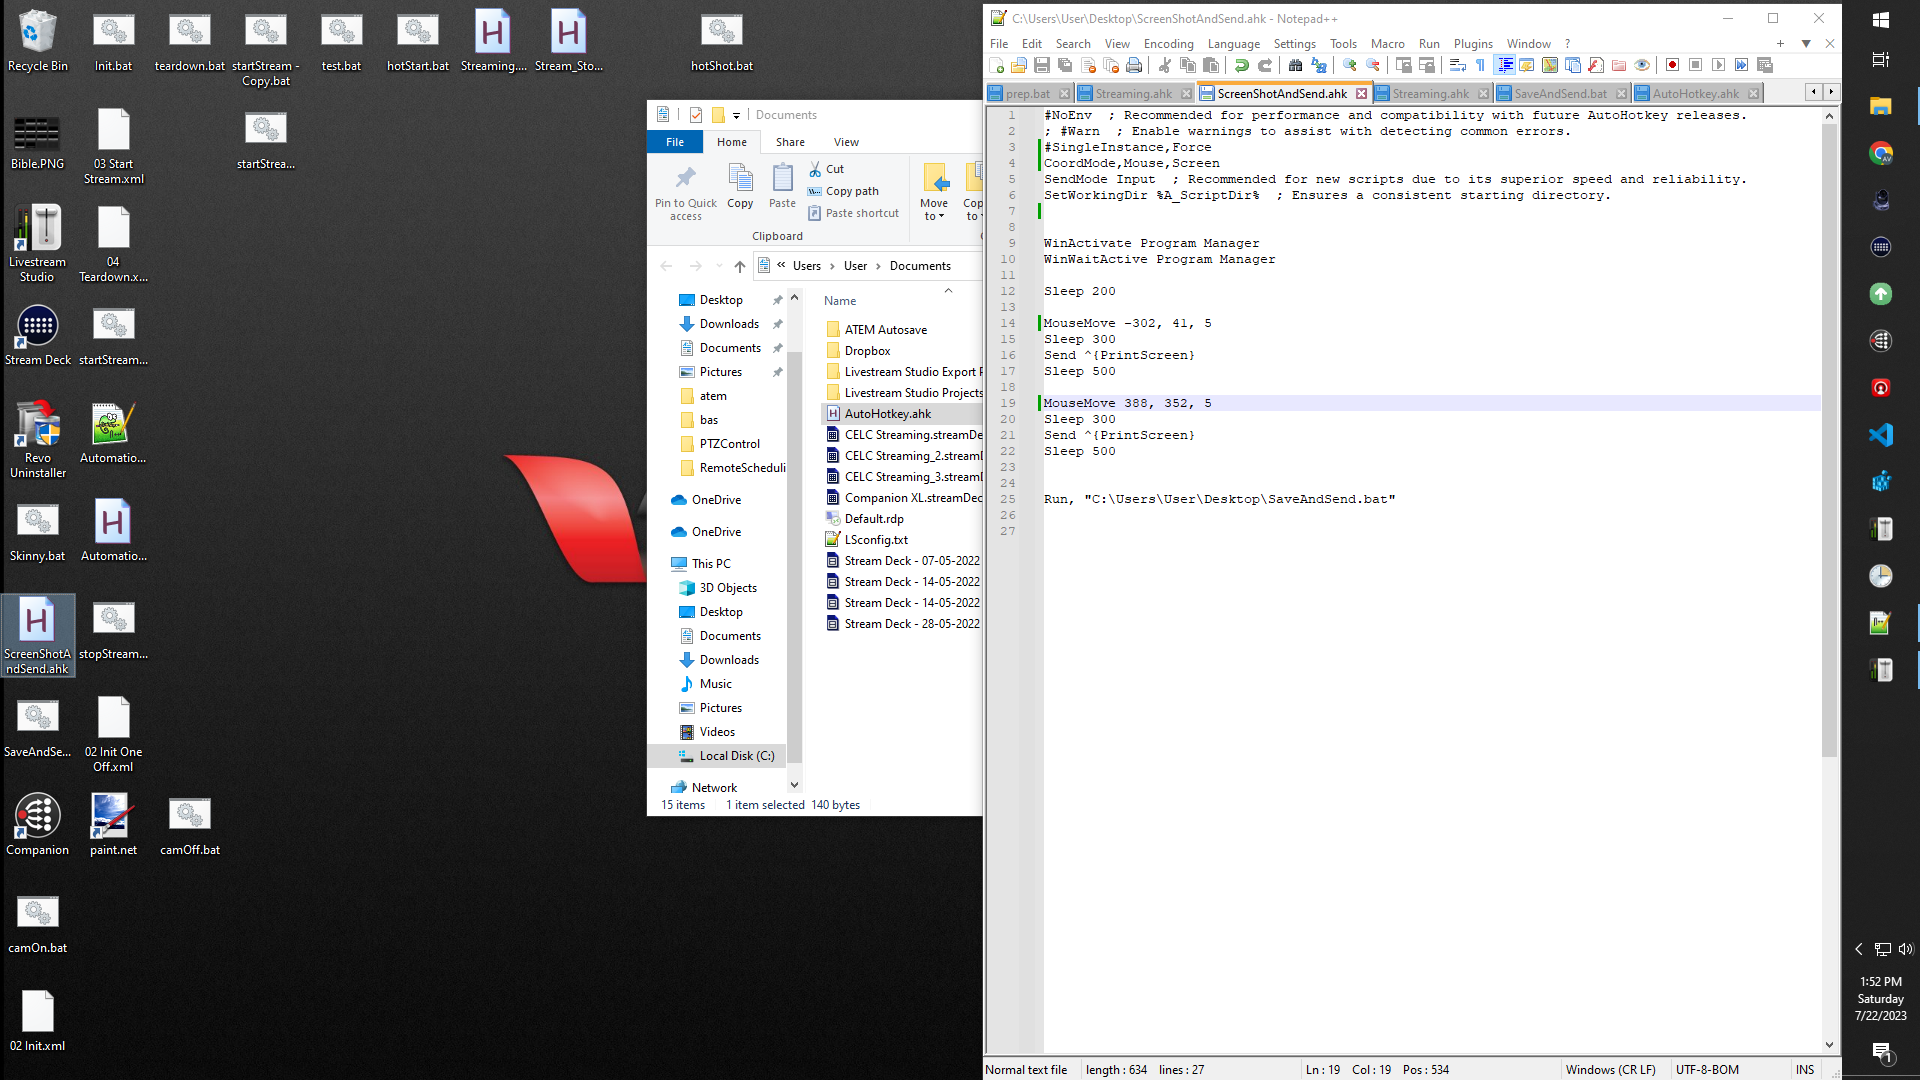 Recycle Bin
Init.bat
teardown.bat
startStream -
Copy.bat
test.bat
hotStart.bat
Streaming....
Stream_Sto...
hotShot.bat
Bible.PNG
03 Start
Stream.xml
startStrea...
Livestream
Studio
04
Teardown.x...
Stream Deck
startStream...
Revo
Uninstaller
Automatio...
Skinny.bat
Automatio...
ScreenShotA
ndSend.ahk
stopStream...
SaveAndSe...
02 Init One
Off.xml
Companion
paint.net
camOff.bat
camOn.bat
02 Init.xml
Documents
File
Home
Share
View
Pin to Quick
access
Copy
Paste
Cut
Copy path
Paste shortcut
Clipboard
Move
to
Cop
to
Users
User
Documents
Desktop
Downloads
Documents
Pictures
atem
bas
PTZControl
RemoteScheduli
OneDrive
OneDrive
This PC
3D Objects
Desktop
Documents
Downloads
Music
Pictures
Videos
Local Disk (C:)
Network
Name
ATEM Autosave
Dropbox
Livestream Studio Export F
Livestream Studio Projects
AutoHotkey.ahk
CELC Streaming.streamDe
CELC Streaming_2.stream
CELC Streaming_3.stream
Companion XL.streamDec
Default.rdp
LSconfig.txt
Stream Deck - 07-05-2022
Stream Deck - 14-05-2022
Stream Deck - 14-05-2022
Stream Deck - 28-05-2022
15 items 1 item selected 140 bytes
C:\Users\User\Desktop\ScreenShotAndSend.ahk - Notepad++
File Edit Search View Encoding Language Settings Tools Macro Run Plugins Window ?
prep.bat
Streaming.ahk
ScreenShotAndSend.ahk
Streaming.ahk
SaveAndSend.bat
AutoHotkey.ahk
1 #NoEnv ; Recommended for performance and compatibility with future AutoHotkey releases.
2 ; #Warn ; Enable warnings to assist with detecting common errors.
3 #SingleInstance,Force
4 CoordMode,Mouse,Screen
5 SendMode Input ; Recommended for new scripts due to its superior speed and reliability.
6 SetWorkingDir %A_ScriptDir% ; Ensures a consistent starting directory.
7
8
9 WinActivate Program Manager
10 WinWaitActive Program Manager
11
12 Sleep 200
13
14 MouseMove -302, 41, 5
15 Sleep 300
16 Send ^{PrintScreen}
17 Sleep 500
18
19 MouseMove 388, 352, 5
20 Sleep 300
21 Send ^{PrintScreen}
22 Sleep 500
23
24
25 Run, "C:\Users\User\Desktop\SaveAndSend.bat"
26
27
Normal text file
length : 634 lines : 27
Ln : 19 Col : 19 Pos : 534
Windows (CR LF)
UTF-8-BOM
INS
AV
1:52 PM
Saturday
7/22/2023
1